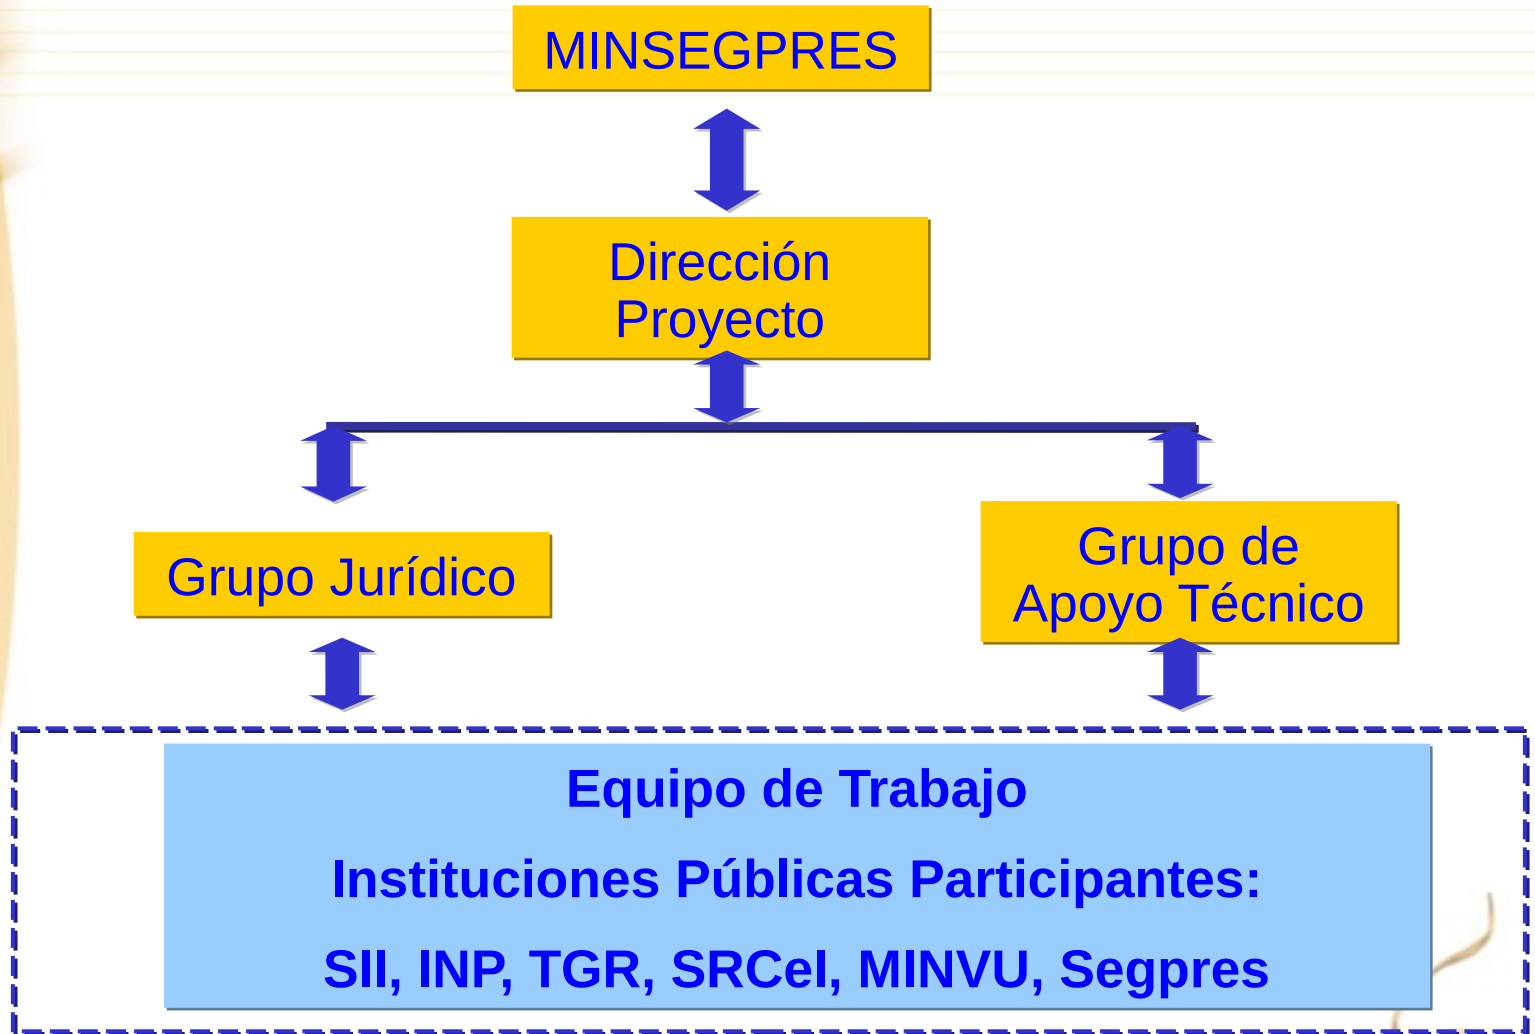 MINSEGPRES
Dirección
Proyecto
Grupo Jurídico
Grupo de
Apoyo Técnico
Equipo de Trabajo
Instituciones Públicas Participantes:
SII, INP, TGR, SRCeI, MINVU, Segpres